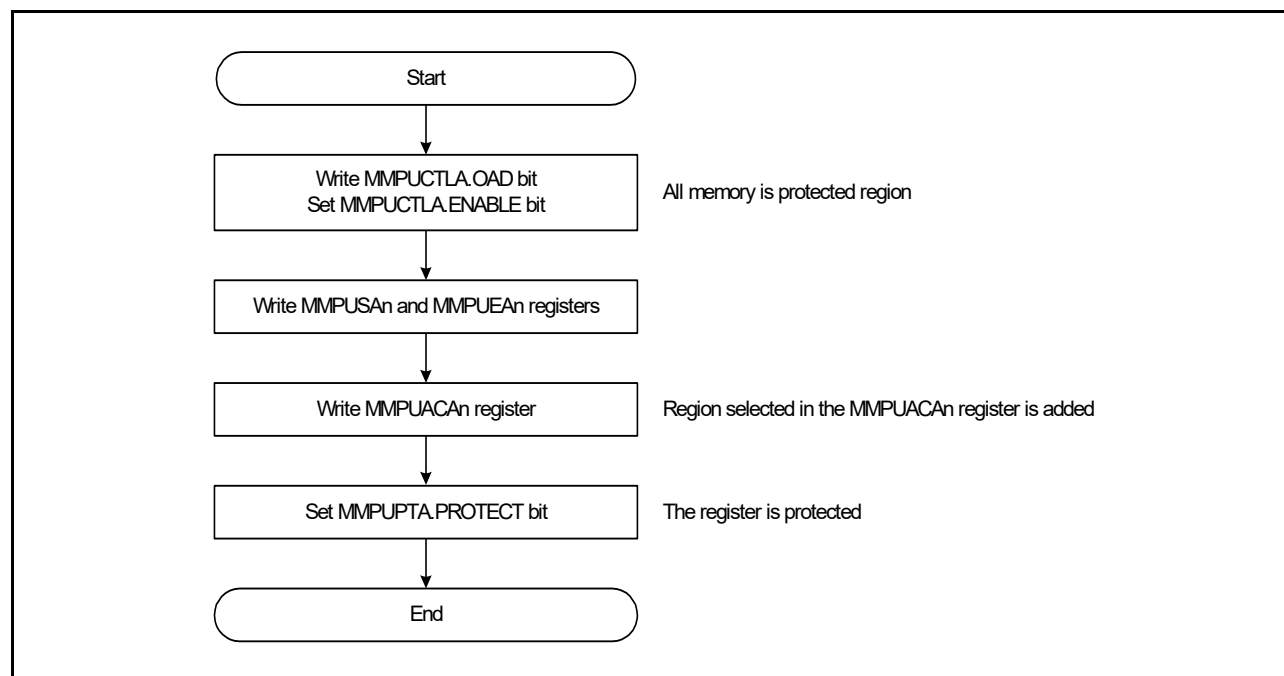 Start
Write MMPUCTLA.OAD bit
Set MMPUCTLA.ENABLE bit
All memory is protected region
Write MMPUSAn and MMPUEAn registers
Write MMPUACAn register
Region selected in the MMPUACAn register is added
Set MMPUPTA.PROTECT bit
The register is protected
End